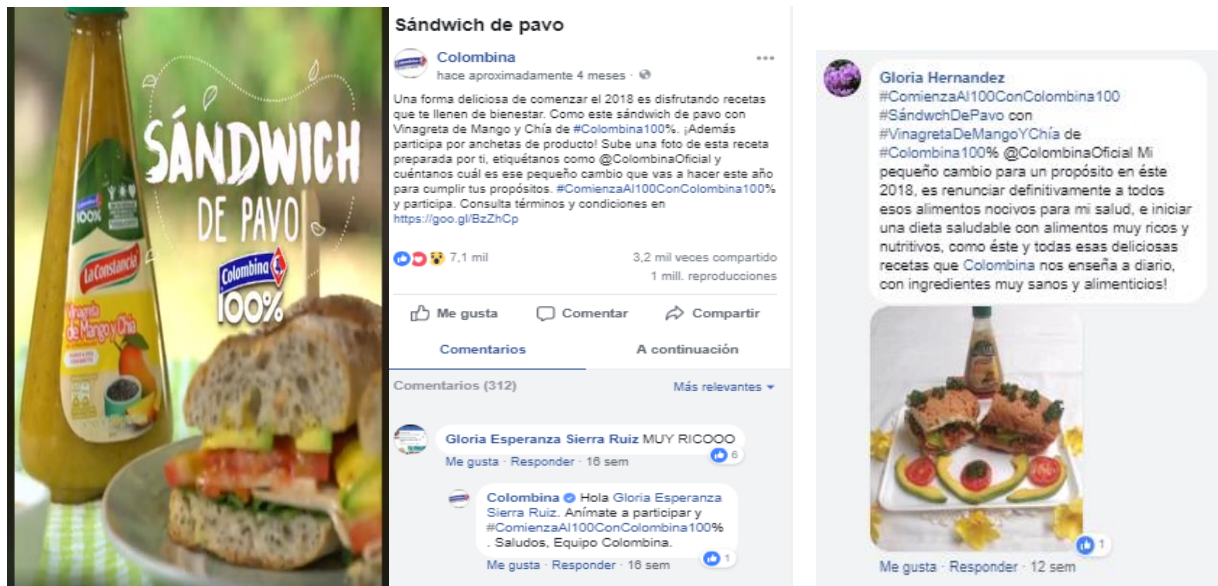 SÁNDWICH
DE PAVO
Colombina
100%
100%
La Constancia
Vinagreta
de Mango y Chía
Sándwich de pavo
Colombina
hace aproximadamente 4 meses ·
Una forma deliciosa de comenzar el 2018 es disfrutando recetas
que te llenen de bienestar. Como este sándwich de pavo con
Vinagreta de Mango y Chía de #Colombina100%. ¡Además
participa por anchetas de producto! Sube una foto de esta receta
preparada por ti, etiquétanos como @ColombinaOficial y
cuéntanos cuál es ese pequeño cambio que vas a hacer este año
para cumplir tus propósitos. #ComienzaAl100ConColombina100%
y participa. Consulta términos y condiciones en
https://goo.gl/BzZhCp
7,1 mil
3,2 mil veces compartido
1 mill. reproducciones
Me gusta Comentar Compartir
Comentarios A continuación
Comentarios (312) Más relevantes
Gloria Esperanza Sierra Ruiz MUY RICOOO
6
Me gusta · Responder · 16 sem
Colombina Hola Gloria Esperanza
Sierra Ruiz. Anímate a participar y
#ComienzaAl100ConColombina100%
. Saludos, Equipo Colombina.
1
Me gusta · Responder · 16 sem
Gloria Hernandez
#ComienzaAl100ConColombina100
#SándwchDePavo con
#VinagretaDeMangoYChía de
#Colombina100% @ColombinaOficial Mi
pequeño cambio para un propósito en éste
2018, es renunciar definitivamente a todos
esos alimentos nocivos para mi salud, e iniciar
una dieta saludable con alimentos muy ricos y
nutritivos, como éste y todas esas deliciosas
recetas que Colombina nos enseña a diario,
con ingredientes muy sanos y alimenticios!
1
Me gusta · Responder · 12 sem